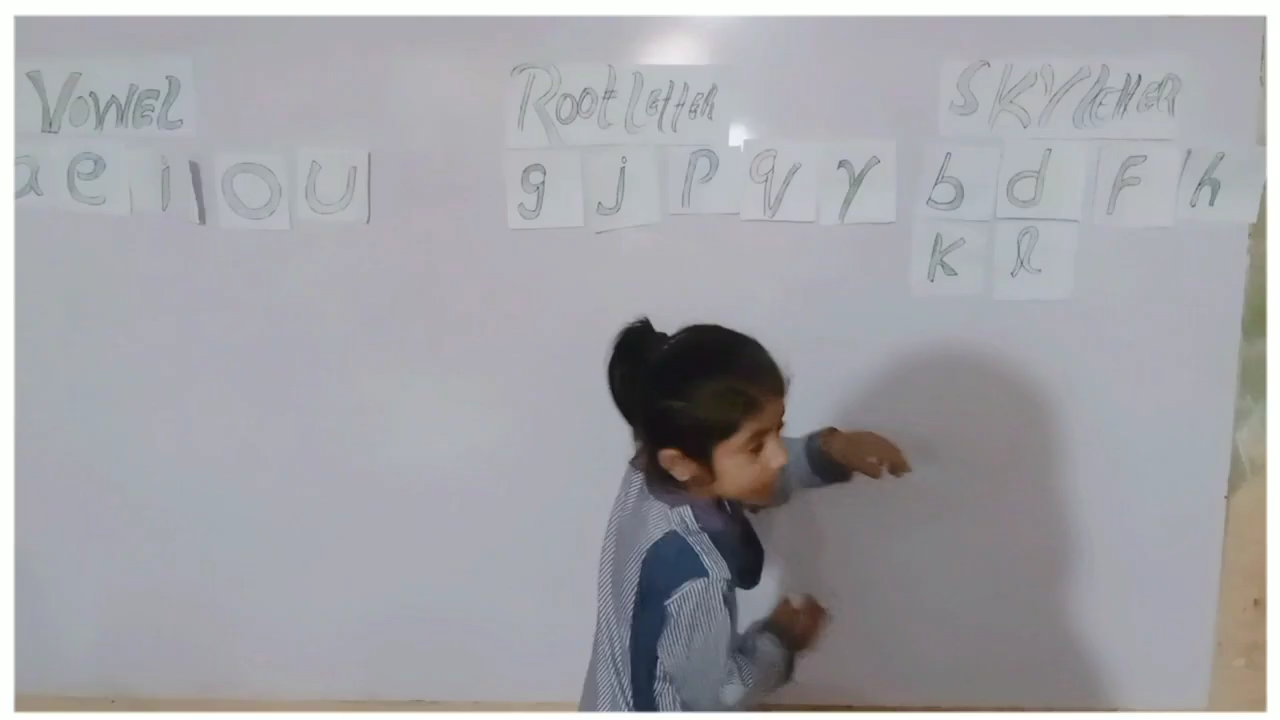 VOWEL
a e i O U
Root Letter
g j p q y
SKY LETTER
b d F h
k l